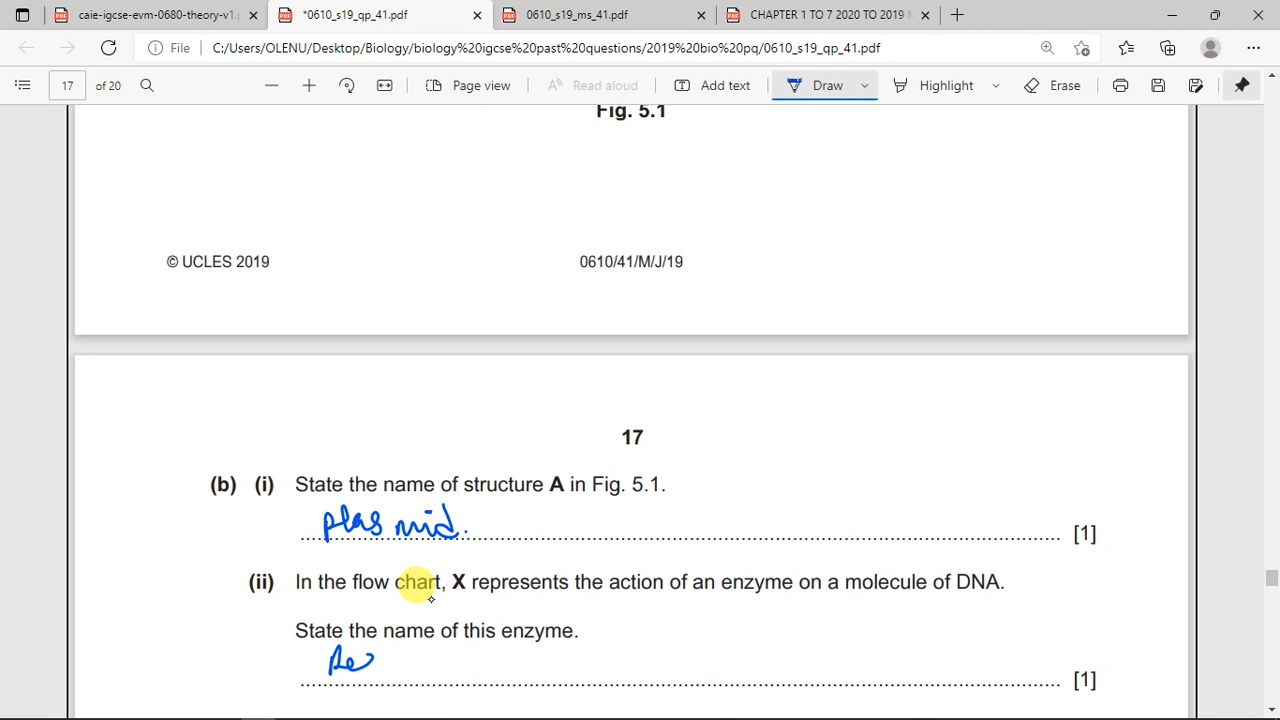 caie-igcse-evm-0680-theory-v1.p
*0610_s19_qp_41.pdf
0610_s19_ms_41.pdf
CHAPTER 1 TO 7 2020 TO 2019 M
File C:/Users/OLENU/Desktop/Biology/biology%20igcse%20past%20questions/2019%20bio%20pq/0610_s19_qp_41.pdf
17 of 20 Page view Read aloud Add text Draw Highlight Erase
Fig. 5.1
© UCLES 2019 0610/41/M/J/19
17
(b) (i) State the name of structure A in Fig. 5.1.
plasmid.
[1]
(ii) In the flow chart, X represents the action of an enzyme on a molecule of DNA.
State the name of this enzyme.
Re
[1]